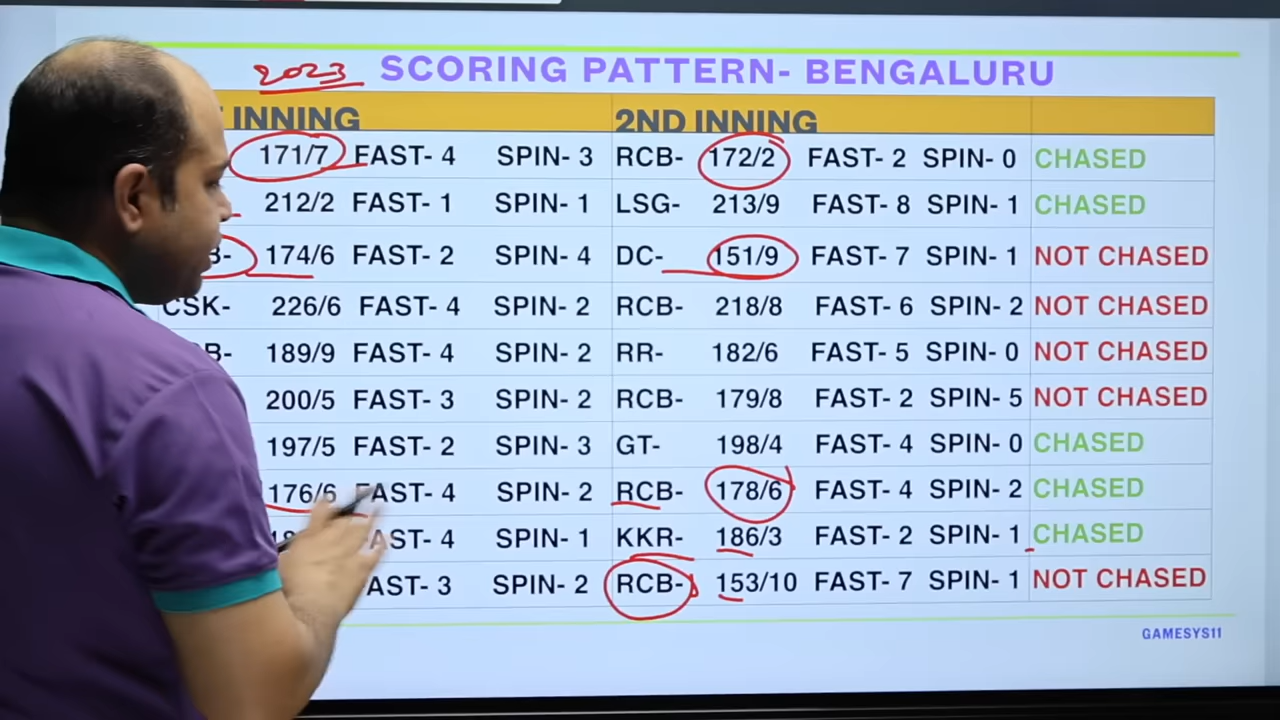 2023 SCORING PATTERN- BENGALURU
INNING 2ND INNING
171/7 FAST- 4 SPIN- 3 RCB- 172/2 FAST- 2 SPIN- 0 CHASED
212/2 FAST- 1 SPIN- 1 LSG- 213/9 FAST- 8 SPIN- 1 CHASED
174/6 FAST- 2 SPIN- 4 DC- 151/9 FAST- 7 SPIN- 1 NOT CHASED
CSK- 226/6 FAST- 4 SPIN- 2 RCB- 218/8 FAST- 6 SPIN- 2 NOT CHASED
189/9 FAST- 4 SPIN- 2 RR- 182/6 FAST- 5 SPIN- 0 NOT CHASED
200/5 FAST- 3 SPIN- 2 RCB- 179/8 FAST- 2 SPIN- 5 NOT CHASED
197/5 FAST- 2 SPIN- 3 GT- 198/4 FAST- 4 SPIN- 0 CHASED
176/6 FAST- 4 SPIN- 2 RCB- 178/6 FAST- 4 SPIN- 2 CHASED
FAST- 4 SPIN- 1 KKR- 186/3 FAST- 2 SPIN- 1 CHASED
FAST- 3 SPIN- 2 RCB- 153/10 FAST- 7 SPIN- 1 NOT CHASED
GAMESYS11